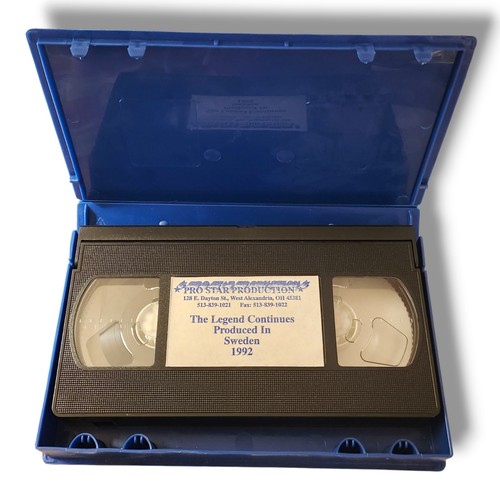 PRO STAR PRODUCTION
128 E. Dayton St., West Alexandria, OH 45381
513-839-1021 Fax: 513-839-1022
The Legend Continues
Produced In
Sweden
1992